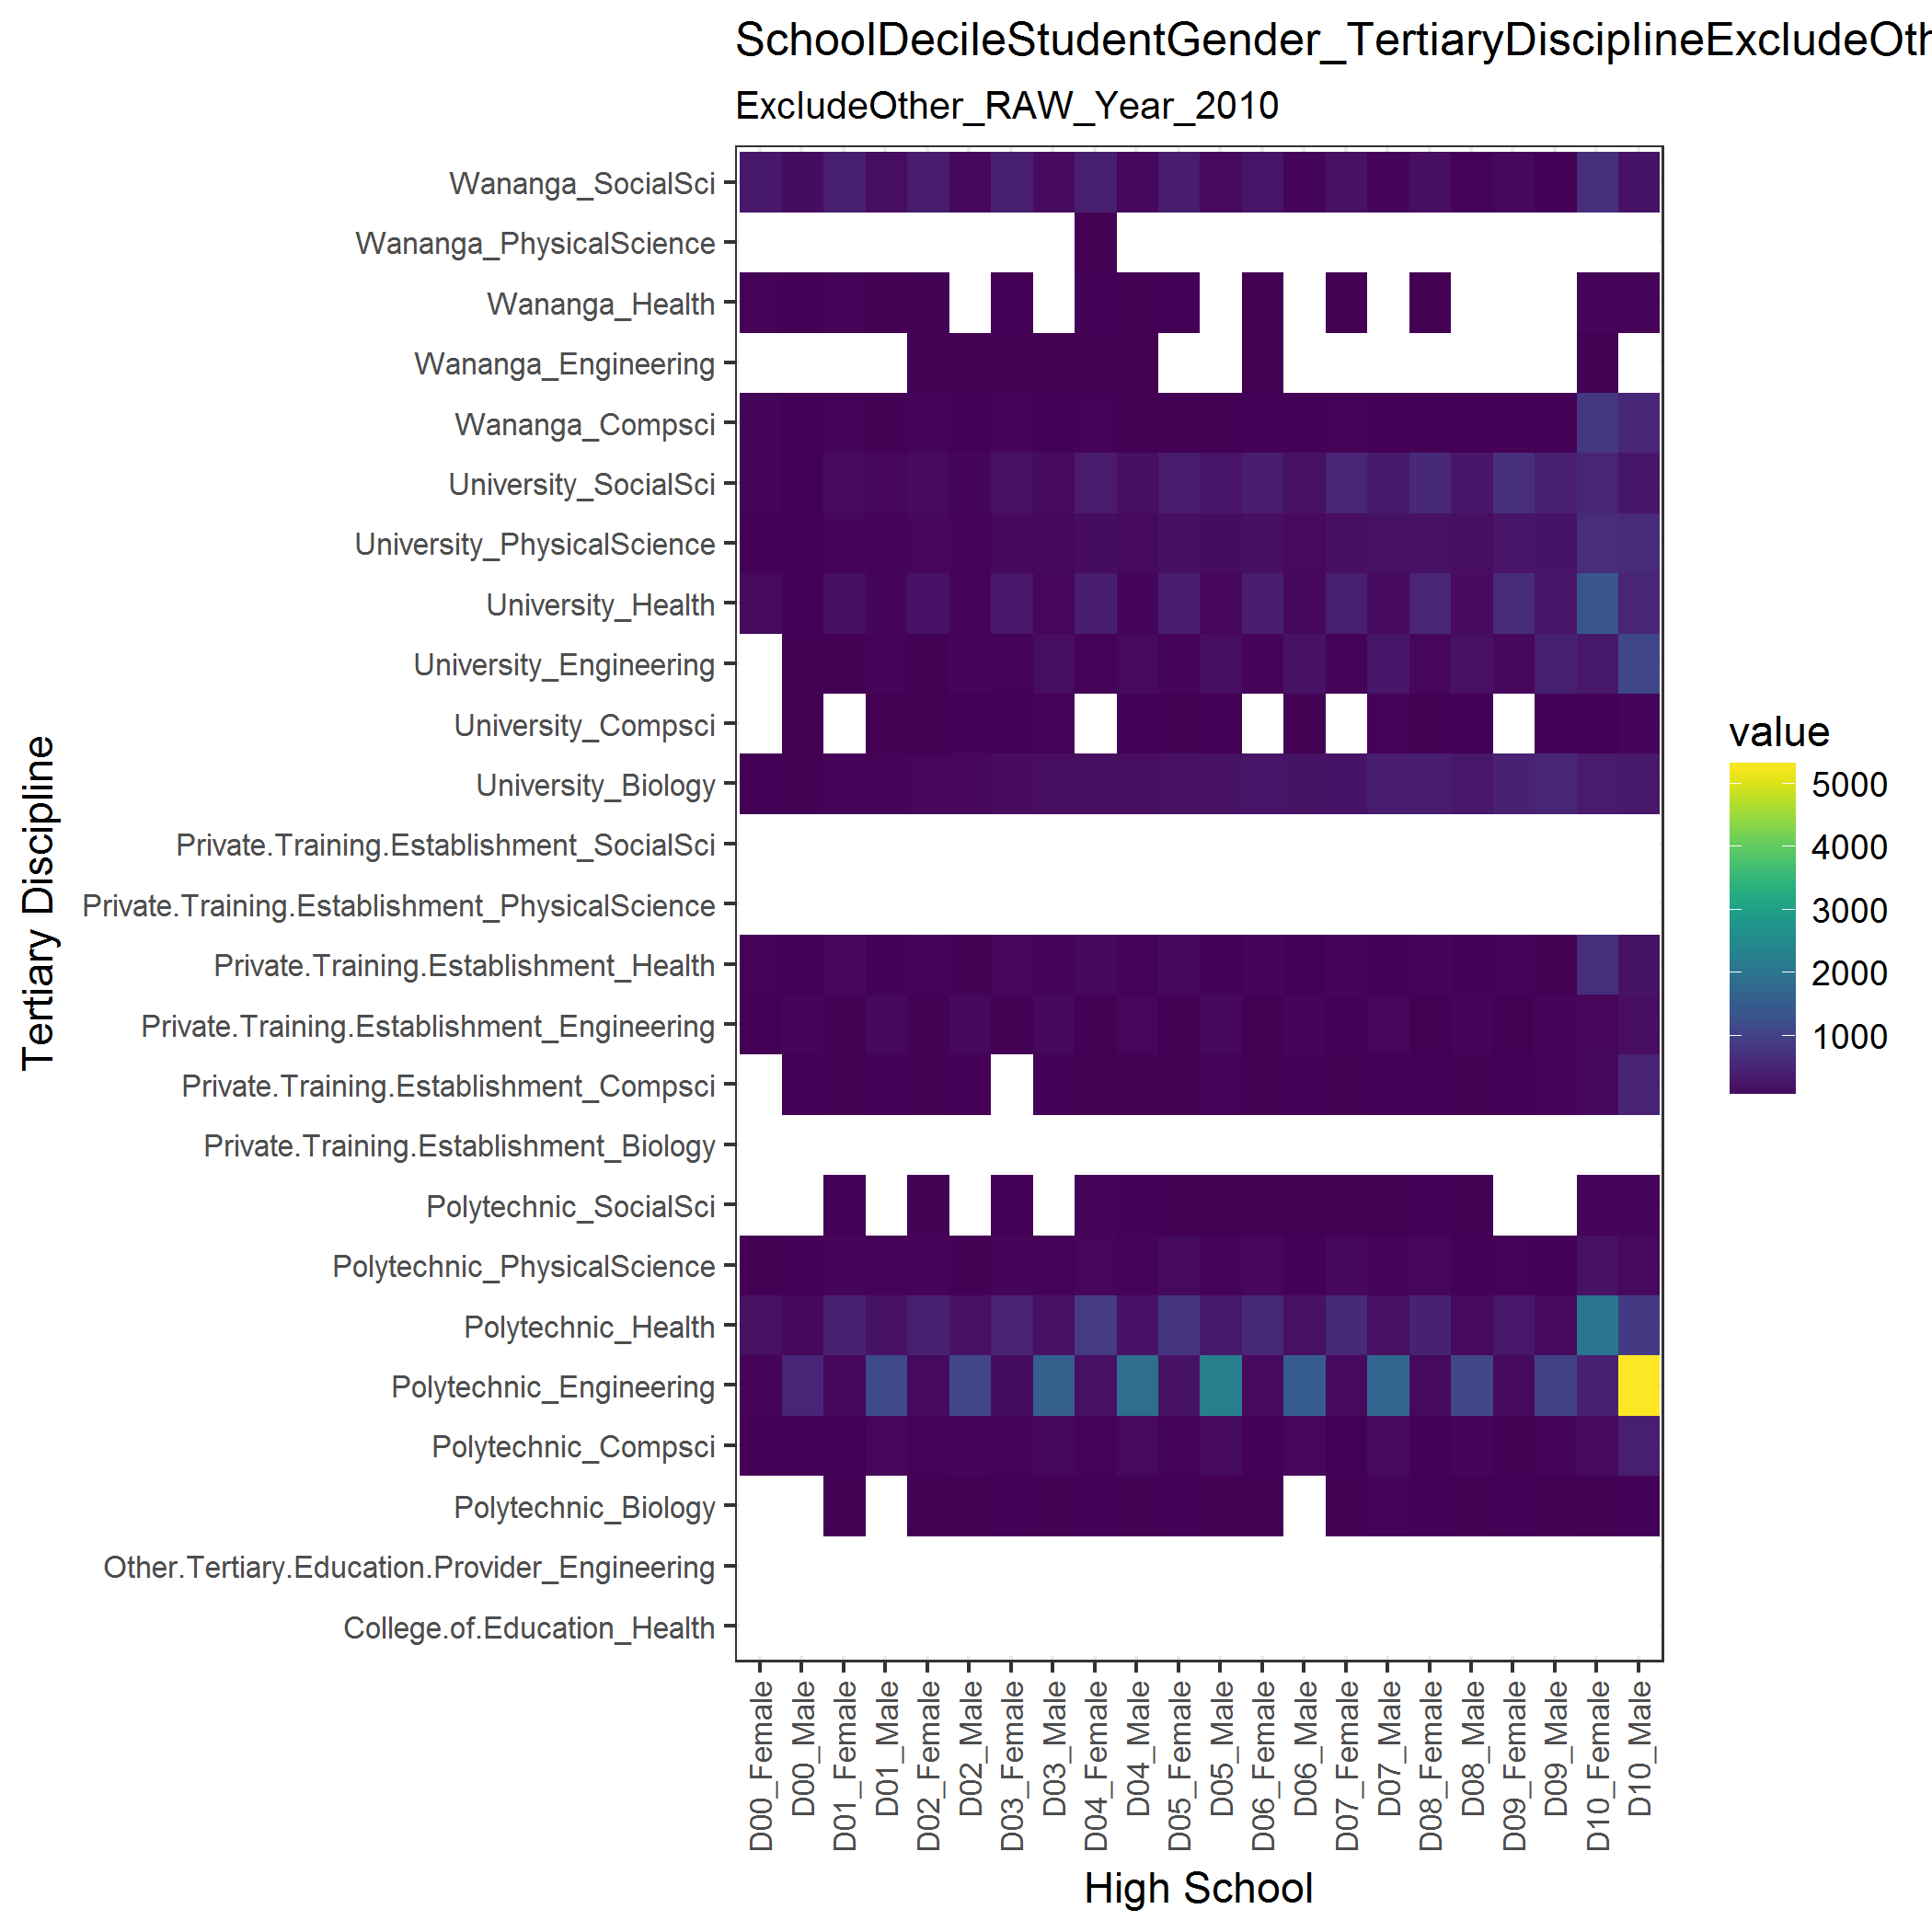 SchoolDecileStudentGender_TertiaryDisciplineExcludeOth
ExcludeOther_RAW_Year_2010
Tertiary Discipline
Wananga_SocialSci
Wananga_PhysicalScience
Wananga_Health
Wananga_Engineering
Wananga_Compsci
University_SocialSci
University_PhysicalScience
University_Health
University_Engineering
University_Compsci
University_Biology
Private.Training.Establishment_SocialSci
Private.Training.Establishment_PhysicalScience
Private.Training.Establishment_Health
Private.Training.Establishment_Engineering
Private.Training.Establishment_Compsci
Private.Training.Establishment_Biology
Polytechnic_SocialSci
Polytechnic_PhysicalScience
Polytechnic_Health
Polytechnic_Engineering
Polytechnic_Compsci
Polytechnic_Biology
Other.Tertiary.Education.Provider_Engineering
College.of.Education_Health
D00_Female
D00_Male
D01_Female
D01_Male
D02_Female
D02_Male
D03_Female
D03_Male
D04_Female
D04_Male
D05_Female
D05_Male
D06_Female
D06_Male
D07_Female
D07_Male
D08_Female
D08_Male
D09_Female
D09_Male
D10_Female
D10_Male
High School
value
5000
4000
3000
2000
1000